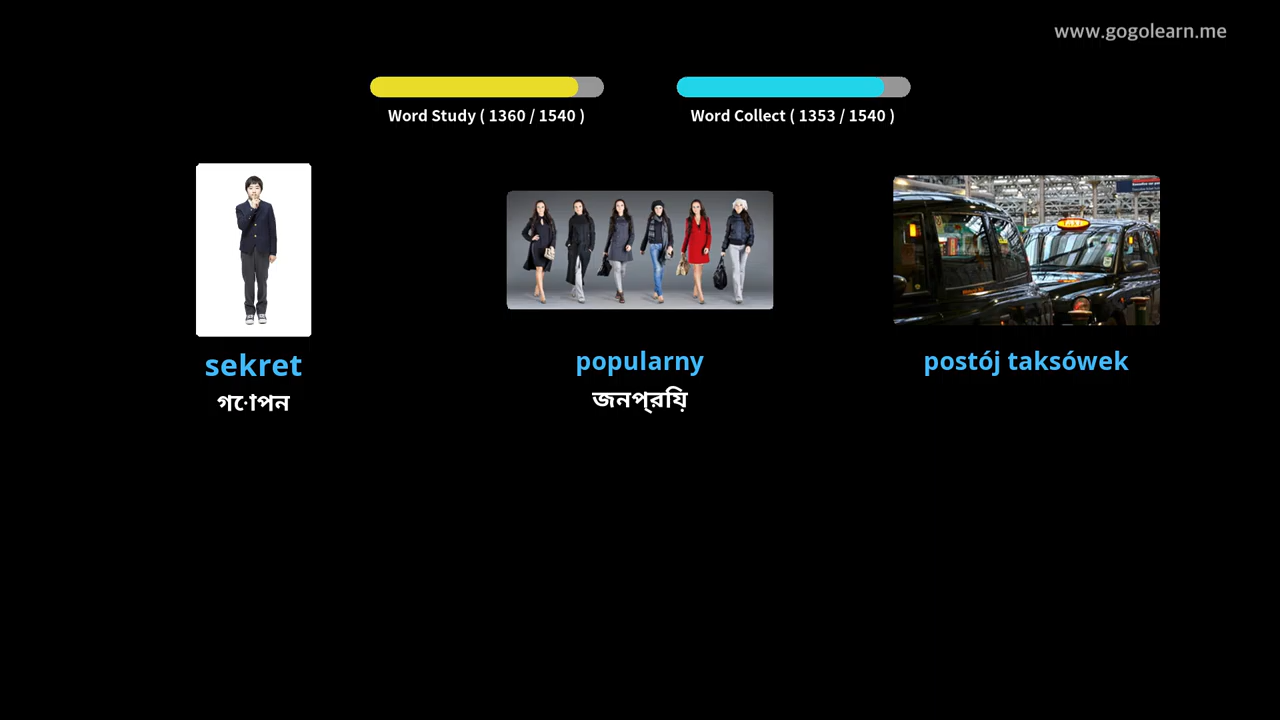 www.gogolearn.me
Word Study ( 1360 / 1540 )
Word Collect ( 1353 / 1540 )
sekret
গোপন
popularny
জনপ্রিয়
postój taksówek